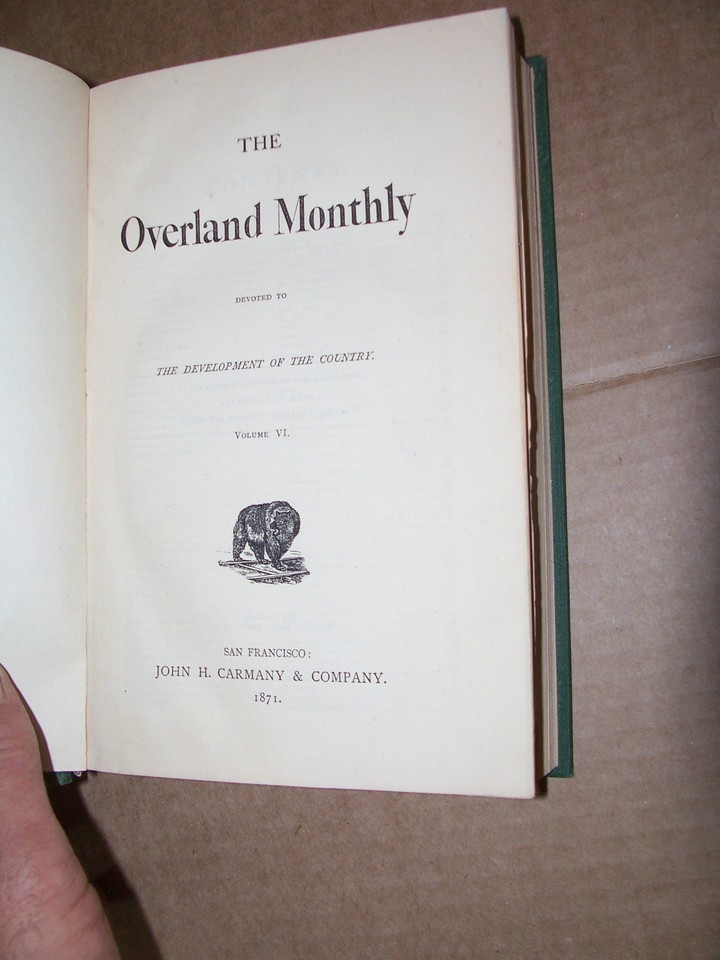 THE
Overland Monthly
DEVOTED TO
THE DEVELOPMENT OF THE COUNTRY.
VOLUME VI.
SAN FRANCISCO:
JOHN H. CARMANY & COMPANY.
1871.